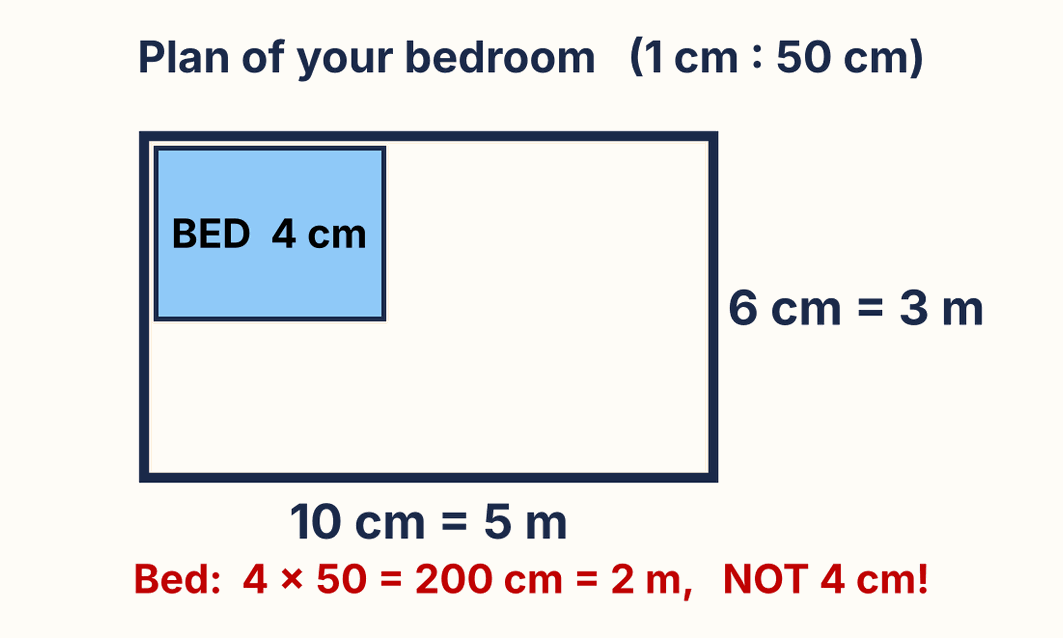 Plan of your bedroom (1 cm : 50 cm)
BED 4 cm
6 cm = 3 m
10 cm = 5 m
Bed: 4 × 50 = 200 cm = 2 m, NOT 4 cm!